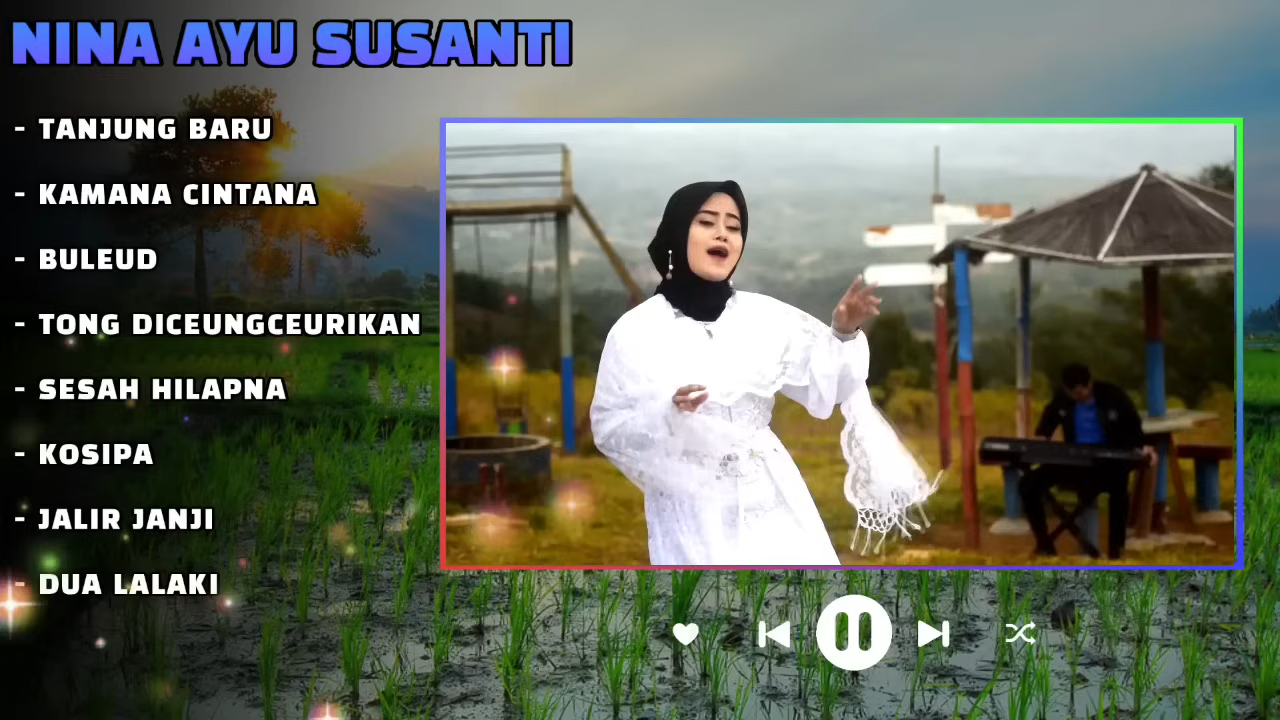 NINA AYU SUSANTI
- TANJUNG BARU
- KAMANA CINTANA
- BULEUD
- TONG DICEUNGCEURIKAN
- SESAH HILAPNA
- KOSIPA
- JALIR JANJI
- DUA LALAKI